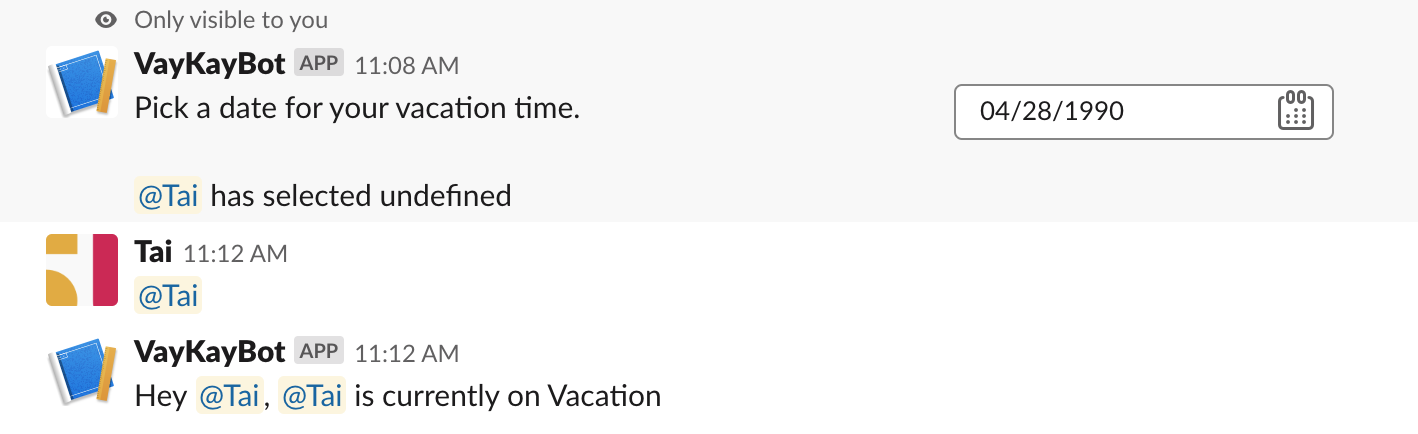 Only visible to you
VayKayBot APP 11:08 AM
Pick a date for your vacation time.
04/28/1990
@Tai has selected undefined
Tai 11:12 AM
@Tai
VayKayBot APP 11:12 AM
Hey @Tai, @Tai is currently on Vacation